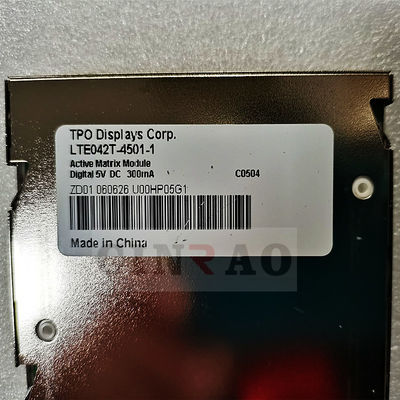 TPO Displays Corp.
LTE042T-4501-1
Active Matrix Module
Digital 5V DC 300mA C0504
ZD01 060626 U00HP05G1
Made in China
QINRAO